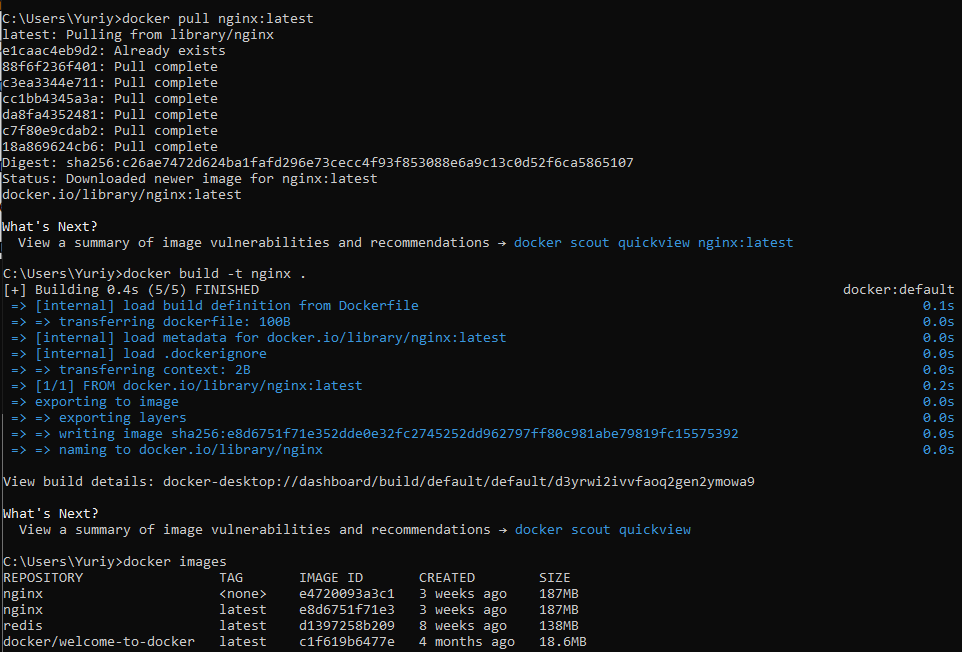 C:\Users\Yuriy>docker pull nginx:latest
latest: Pulling from library/nginx
e1caac4eb9d2: Already exists
88f6f236f401: Pull complete
c3ea3344e711: Pull complete
cc1bb4345a3a: Pull complete
da8fa4352481: Pull complete
c7f80e9cdab2: Pull complete
18a869624cb6: Pull complete
Digest: sha256:c26ae7472d624ba1fafd296e73cecc4f93f853088e6a9c13c0d52f6ca5865107
Status: Downloaded newer image for nginx:latest
docker.io/library/nginx:latest

What's Next?
  View a summary of image vulnerabilities and recommendations → docker scout quickview nginx:latest

C:\Users\Yuriy>docker build -t nginx .
[+] Building 0.4s (5/5) FINISHED docker:default
 => [internal] load build definition from Dockerfile 0.1s
 => => transferring dockerfile: 100B 0.0s
 => [internal] load metadata for docker.io/library/nginx:latest 0.0s
 => [internal] load .dockerignore 0.0s
 => => transferring context: 2B 0.0s
 => [1/1] FROM docker.io/library/nginx:latest 0.2s
 => exporting to image 0.0s
 => => exporting layers 0.0s
 => => writing image sha256:e8d6751f71e352dde0e32fc2745252dd962797ff80c981abe79819fc15575392 0.0s
 => => naming to docker.io/library/nginx 0.0s

View build details: docker-desktop://dashboard/build/default/default/d3yrwi2ivvfaoq2gen2ymowa9

What's Next?
  View a summary of image vulnerabilities and recommendations → docker scout quickview

C:\Users\Yuriy>docker images
REPOSITORY TAG IMAGE ID CREATED SIZE
nginx <none> e4720093a3c1 3 weeks ago 187MB
nginx latest e8d6751f71e3 3 weeks ago 187MB
redis latest d1397258b209 8 weeks ago 138MB
docker/welcome-to-docker latest c1f619b6477e 4 months ago 18.6MB